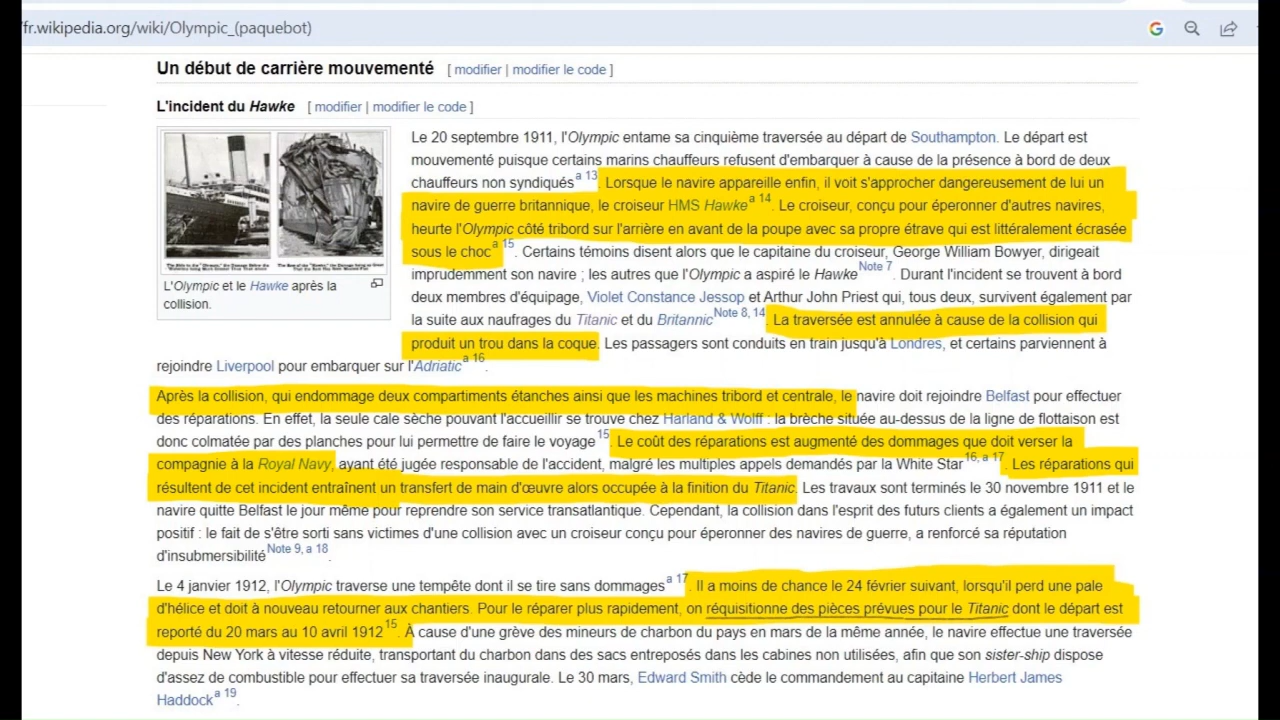 fr.wikipedia.org/wiki/Olympic_(paquebot)
Un début de carrière mouvementé [ modifier | modifier le code ]
L'incident du Hawke [ modifier | modifier le code ]
Le 20 septembre 1911, l'Olympic entame sa cinquième traversée au départ de Southampton. Le départ est
mouvementé puisque certains marins chauffeurs refusent d'embarquer à cause de la présence à bord de deux
chauffeurs non syndiqués a 13. Lorsque le navire appareille enfin, il voit s'approcher dangereusement de lui un
navire de guerre britannique, le croiseur HMS Hawke a 14. Le croiseur, conçu pour éperonner d'autres navires,
heurte l'Olympic côté tribord sur l'arrière en avant de la poupe avec sa propre étrave qui est littéralement écrasée
sous le choc a 15. Certains témoins disent alors que le capitaine du croiseur, George William Bowyer, dirigeait
imprudemment son navire ; les autres que l'Olympic a aspiré le Hawke Note 7. Durant l'incident se trouvent à bord
deux membres d'équipage, Violet Constance Jessop et Arthur John Priest qui, tous deux, survivent également par
la suite aux naufrages du Titanic et du Britannic Note 8, 14. La traversée est annulée à cause de la collision qui
produit un trou dans la coque. Les passagers sont conduits en train jusqu'à Londres, et certains parviennent à
rejoindre Liverpool pour embarquer sur l'Adriatic a 16.
L'Olympic et le Hawke après la
collision.
Après la collision, qui endommage deux compartiments étanches ainsi que les machines tribord et centrale, le navire doit rejoindre Belfast pour effectuer
des réparations. En effet, la seule cale sèche pouvant l'accueillir se trouve chez Harland & Wolff : la brèche située au-dessus de la ligne de flottaison est
donc colmatée par des planches pour lui permettre de faire le voyage 15. Le coût des réparations est augmenté des dommages que doit verser la
compagnie à la Royal Navy, ayant été jugée responsable de l'accident, malgré les multiples appels demandés par la White Star 16, a 17. Les réparations qui
résultent de cet incident entraînent un transfert de main d'œuvre alors occupée à la finition du Titanic. Les travaux sont terminés le 30 novembre 1911 et le
navire quitte Belfast le jour même pour reprendre son service transatlantique. Cependant, la collision dans l'esprit des futurs clients a également un impact
positif : le fait de s'être sorti sans victimes d'une collision avec un croiseur conçu pour éperonner des navires de guerre, a renforcé sa réputation
d'insubmersibilité Note 9, a 18.
Le 4 janvier 1912, l'Olympic traverse une tempête dont il se tire sans dommages a 17. Il a moins de chance le 24 février suivant, lorsqu'il perd une pale
d'hélice et doit à nouveau retourner aux chantiers. Pour le réparer plus rapidement, on réquisitionne des pièces prévues pour le Titanic dont le départ est
reporté du 20 mars au 10 avril 1912 15. À cause d'une grève des mineurs de charbon du pays en mars de la même année, le navire effectue une traversée
depuis New York à vitesse réduite, transportant du charbon dans des sacs entreposés dans les cabines non utilisées, afin que son sister-ship dispose
d'assez de combustible pour effectuer sa traversée inaugurale. Le 30 mars, Edward Smith cède le commandement au capitaine Herbert James
Haddock a 19.